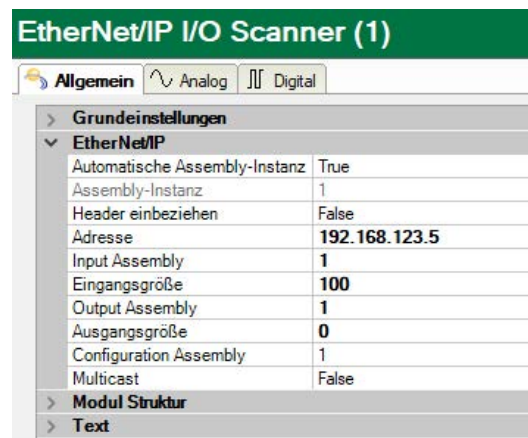 EtherNet/IP I/O Scanner (1)
Allgemein Analog Digital
Grundeinstellungen
EtherNet/IP
Automatische Assembly-Instanz True
Assembly-Instanz 1
Header einbeziehen False
Adresse 192.168.123.5
Input Assembly 1
Eingangsgröße 100
Output Assembly 1
Ausgangsgröße 0
Configuration Assembly 1
Multicast False
Modul Struktur
Text